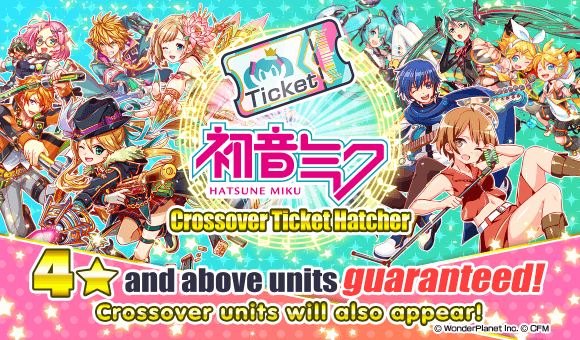 Ticket
初音ミク
HATSUNE MIKU
Crossover Ticket Hatcher
4★ and above units guaranteed!
Crossover units will also appear!
© WonderPlanet Inc. © CFM